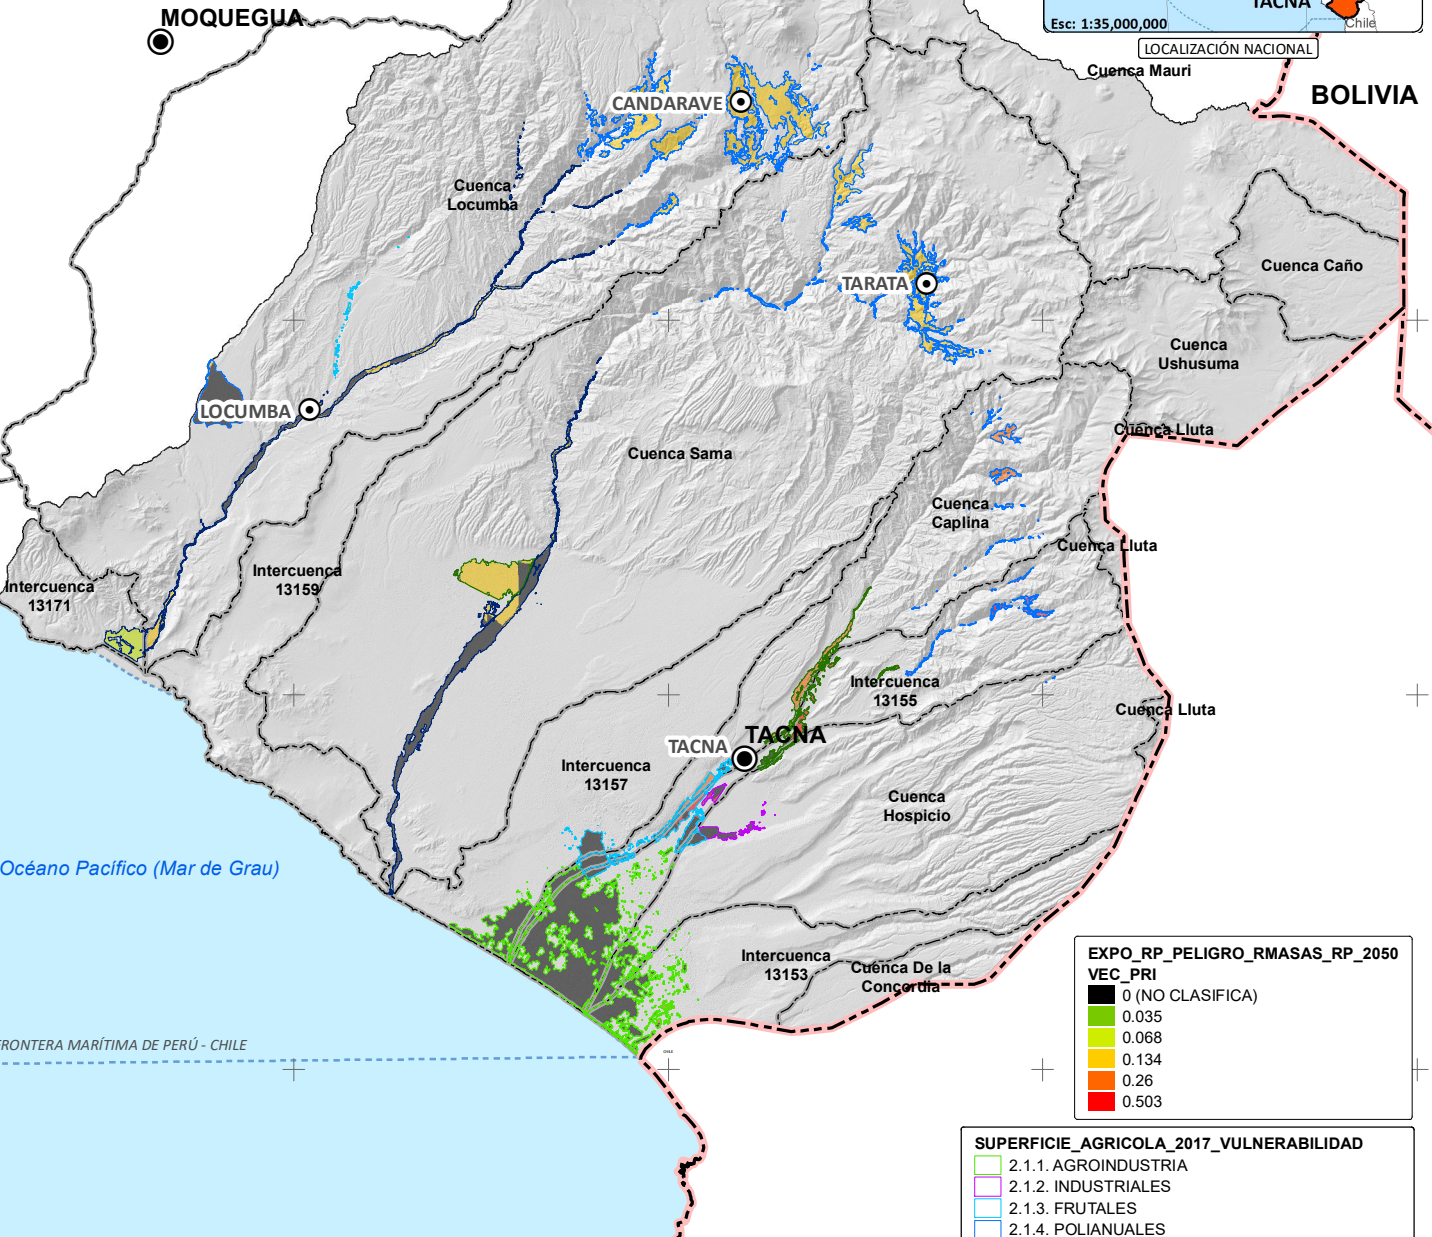 MOQUEGUA
TACNA
Chile
Esc: 1:35,000,000
LOCALIZACIÓN NACIONAL
Cuenca Mauri
BOLIVIA
CANDARAVE
Cuenca
Locumba
Cuenca Caño
TARATA
Cuenca
Ushusuma
LOCUMBA
Cuenca Lluta
Cuenca Sama
Cuenca
Caplina
Cuenca Lluta
Intercuenca
13171
Intercuenca
13159
Intercuenca
13155
Cuenca Lluta
TACNA
TACNA
Intercuenca
13157
Cuenca
Hospicio
Océano Pacífico (Mar de Grau)
Intercuenca
13153
Cuenca De la
Concordia
FRONTERA MARÍTIMA DE PERÚ - CHILE
CHILE
EXPO_RP_PELIGRO_RMASAS_RP_2050
VEC_PRI
0 (NO CLASIFICA)
0.035
0.068
0.134
0.26
0.503
SUPERFICIE_AGRICOLA_2017_VULNERABILIDAD
2.1.1. AGROINDUSTRIA
2.1.2. INDUSTRIALES
2.1.3. FRUTALES
2.1.4. POLIANUALES